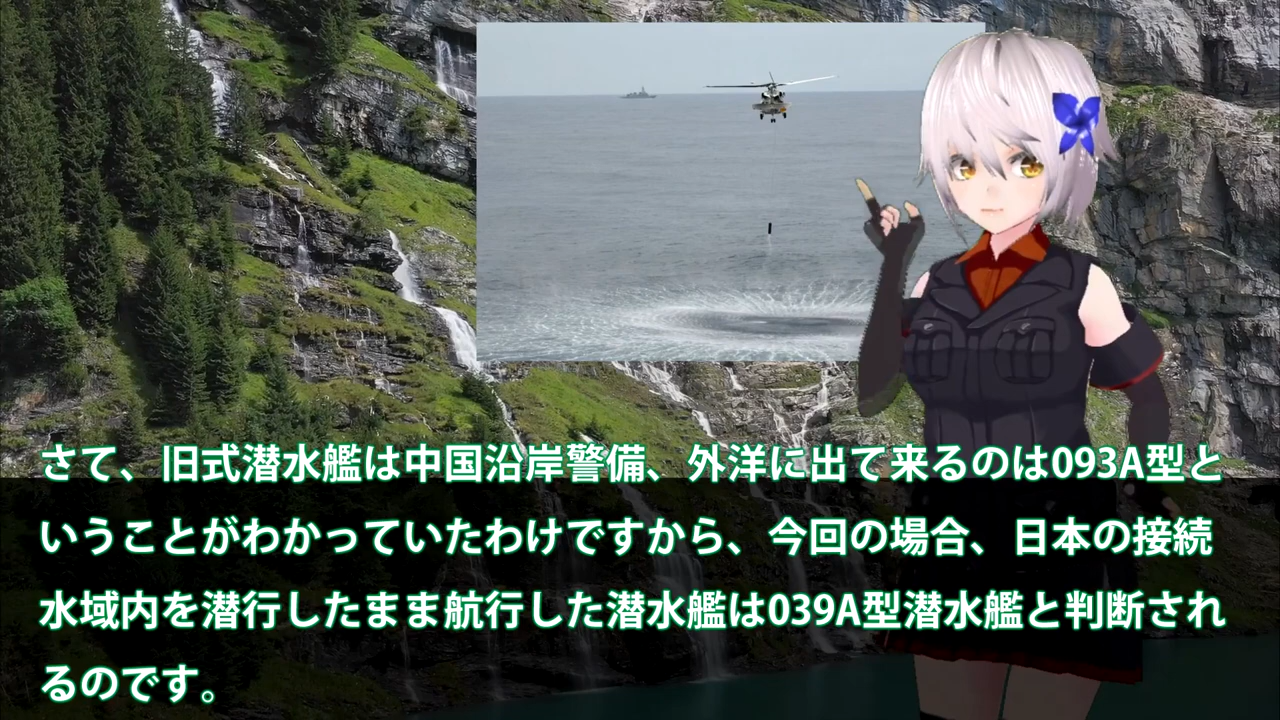 さて、旧式潜水艦は中国沿岸警備、外洋に出て来るのは093A型と
いうことがわかっていたわけですから、今回の場合、日本の接続
水域内を潜行したまま航行した潜水艦は039A型潜水艦と判断され
るのです。